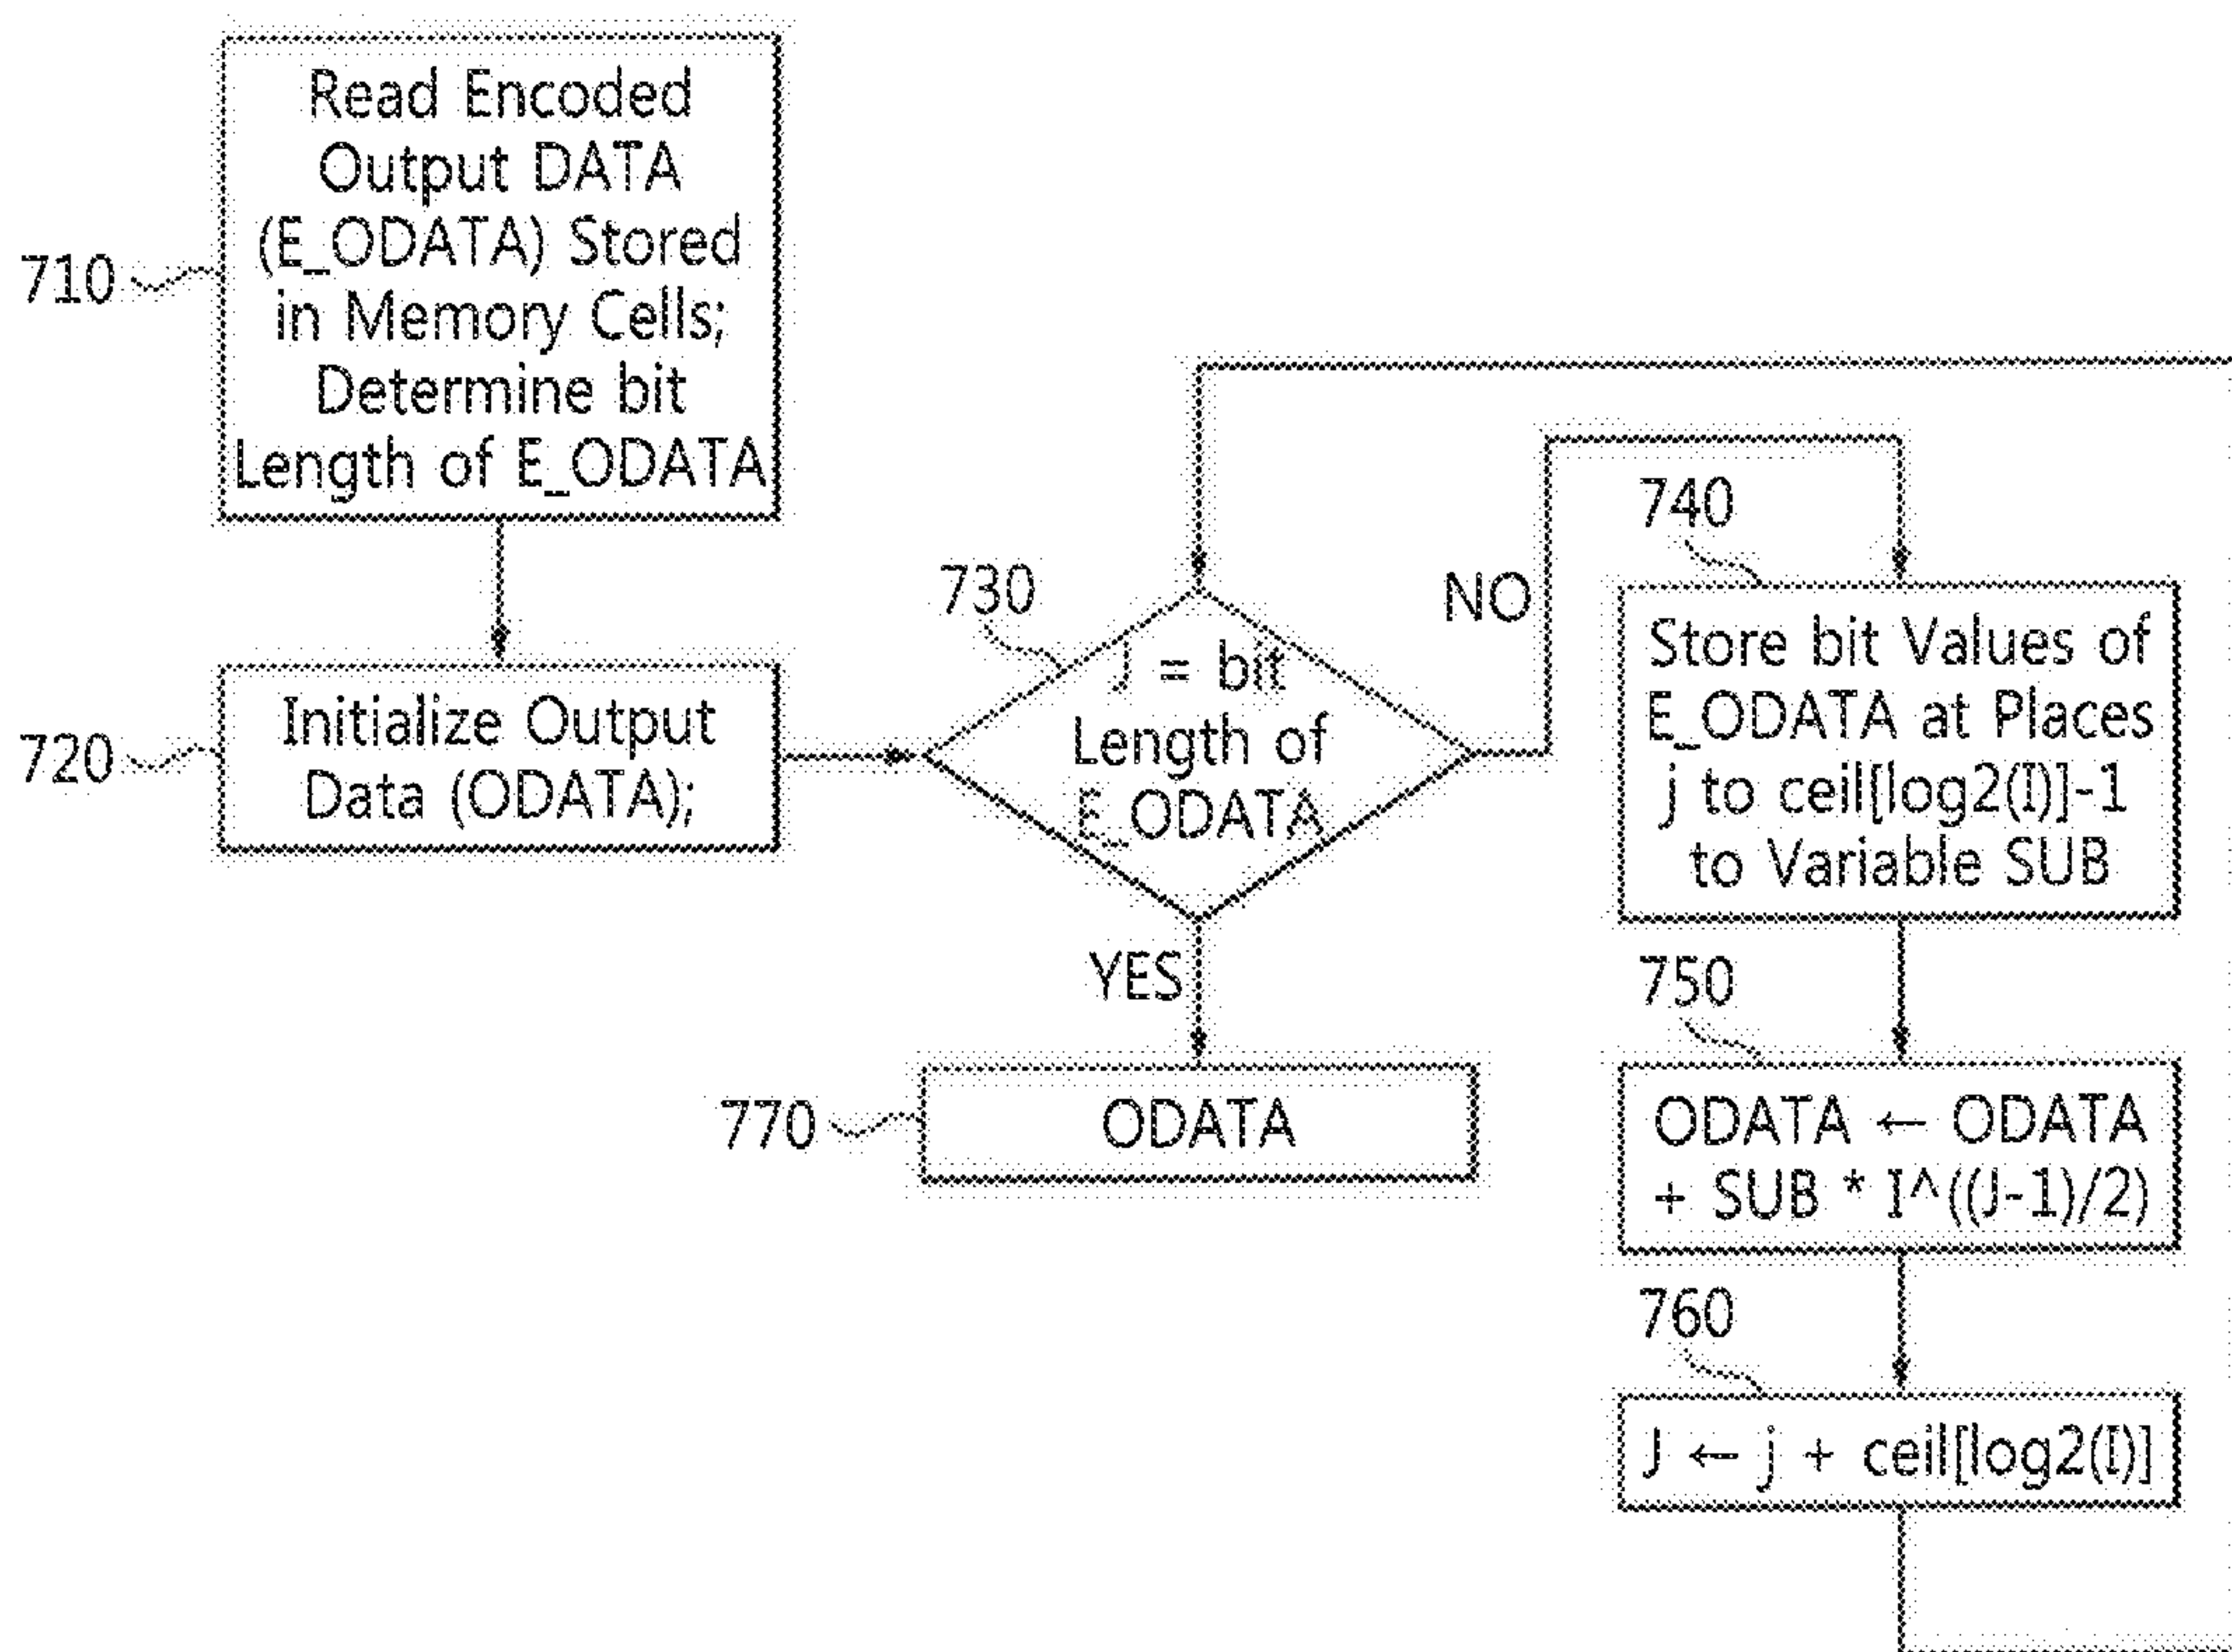 710
Read Encoded
Output DATA
(E_ODATA) Stored
in Memory Cells;
Determine bit
Length of E_ODATA
720
Initialize Output
Data (ODATA);
730
J = bit
Length of
E_ODATA
NO
YES
740
Store bit Values of
E_ODATA at Places
j to ceil[log2(I)]-1
to Variable SUB
750
ODATA ← ODATA
+ SUB * I^((J-1)/2)
760
J ← j + ceil[log2(I)]
770
ODATA